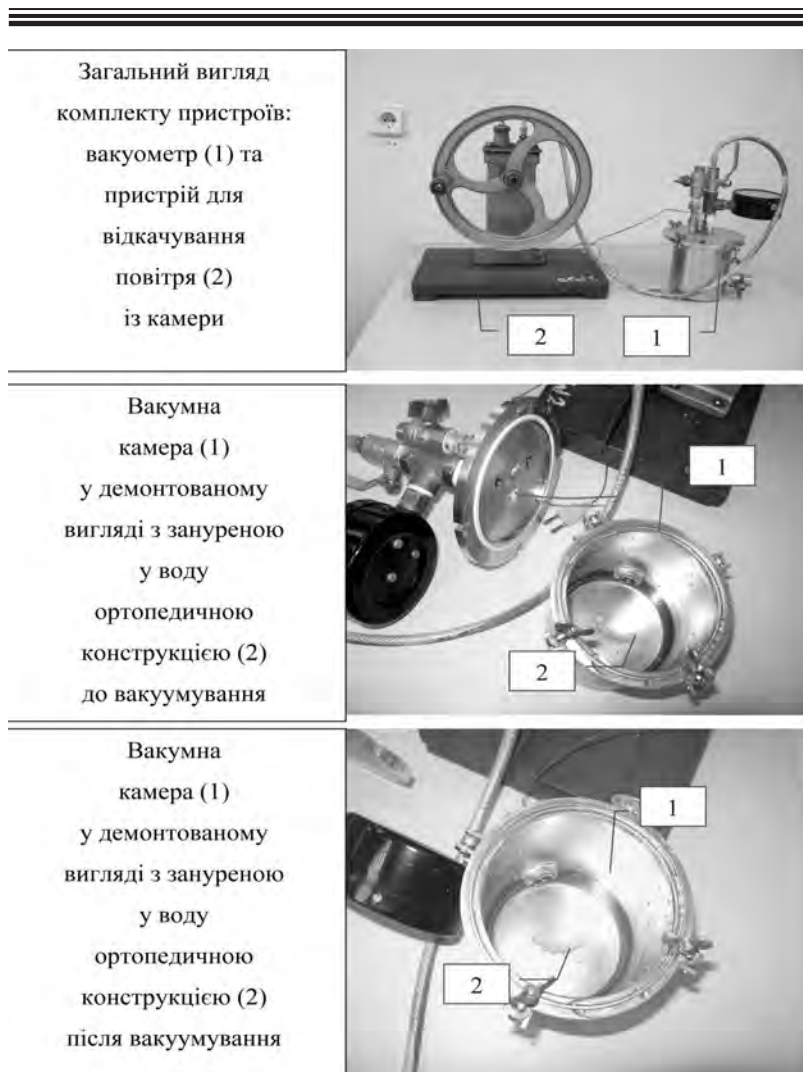 Загальний вигляд
комплекту пристроїв:
вакуометр (1) та
пристрій для
відкачування
повітря (2)
із камери
2
1
Вакумна
камера (1)
у демонтованому
вигляді з зануреною
у воду
ортопедичною
конструкцією (2)
до вакуумування
1
2
Вакумна
камера (1)
у демонтованому
вигляді з зануреною
у воду
ортопедичною
конструкцією (2)
після вакуумування
1
2